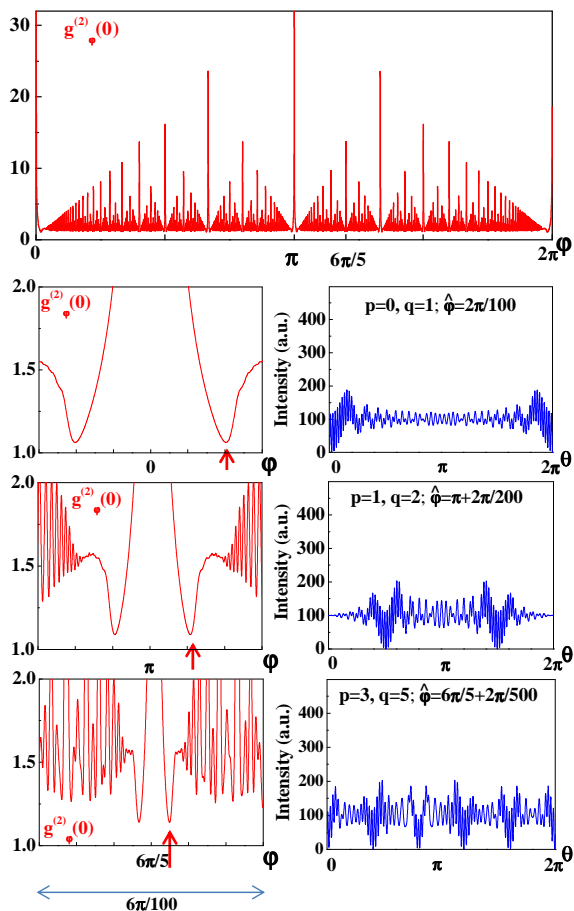 g⁽²⁾φ(0)
30
20
10
0
0 π 6π/5 2π φ
g⁽²⁾φ(0)
2.0
1.5
1.0
0 φ
p=0, q=1; φ̂=2π/100
Intensity (a.u.)
400
300
200
100
0
0 π 2π θ
g⁽²⁾φ(0)
2.0
1.5
1.0
π φ
p=1, q=2; φ̂=π+2π/200
Intensity (a.u.)
400
300
200
100
0
0 π 2π θ
2.0
1.5
1.0
g⁽²⁾φ(0)
6π/5 φ
6π/100
p=3, q=5; φ̂=6π/5+2π/500
Intensity (a.u.)
400
300
200
100
0
0 π 2π θ